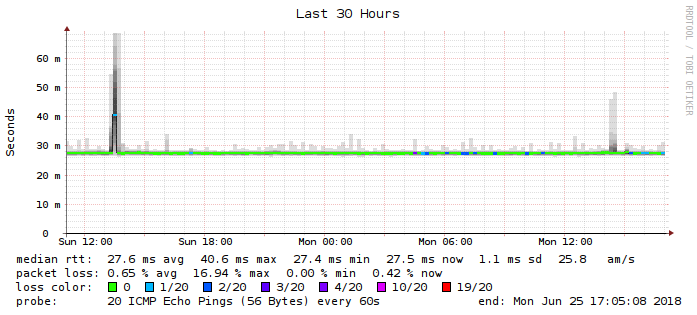 Last 30 Hours
RRDTOOL / TOBI OETIKER
Seconds
60 m
50 m
40 m
30 m
20 m
10 m
0
Sun 12:00 Sun 18:00 Mon 00:00 Mon 06:00 Mon 12:00
median rtt: 27.6 ms avg 40.6 ms max 27.4 ms min 27.5 ms now 1.1 ms sd 25.8 am/s
packet loss: 0.65 % avg 16.94 % max 0.00 % min 0.42 % now
loss color: 0 1/20 2/20 3/20 4/20 10/20 19/20
probe: 20 ICMP Echo Pings (56 Bytes) every 60s end: Mon Jun 25 17:05:08 2018